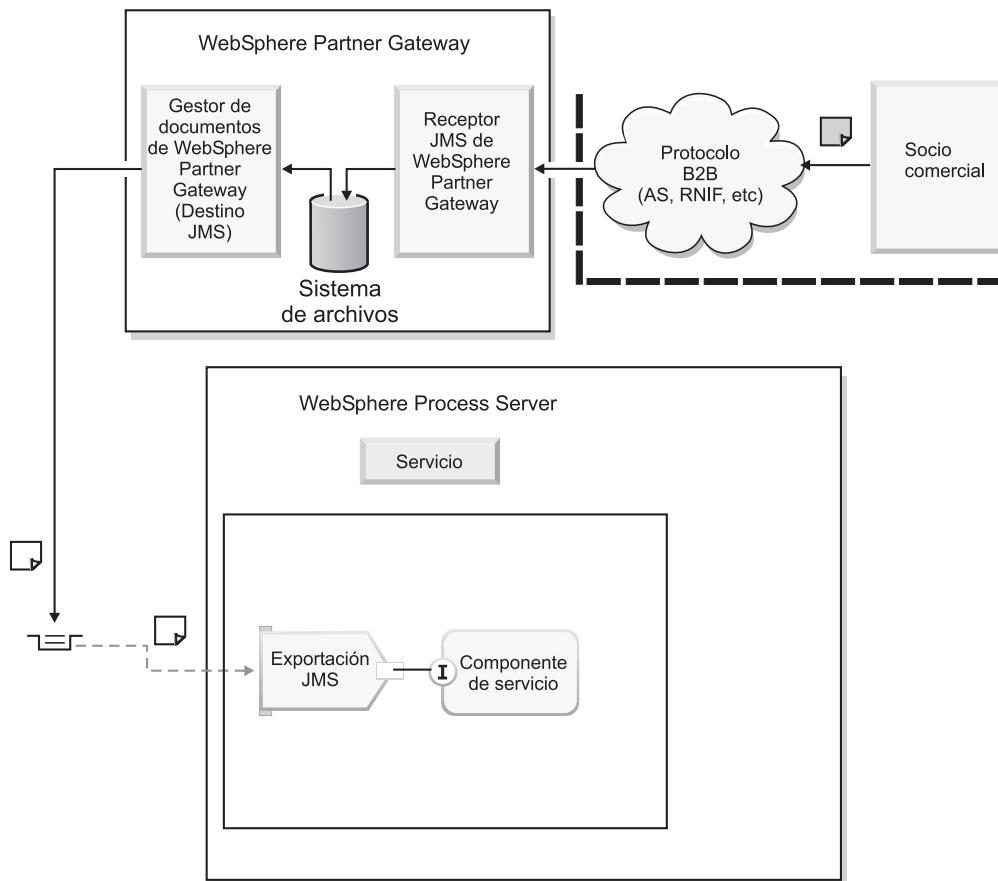 WebSphere Partner Gateway
Gestor de
documentos
de WebSphere
Partner
Gateway
(Destino
JMS)
Receptor
JMS de
WebSphere
Partner
Gateway
Sistema
de archivos
Protocolo
B2B
(AS, RNIF, etc)
Socio
comercial
WebSphere Process Server
Servicio
Exportación
JMS
I
Componente
de servicio